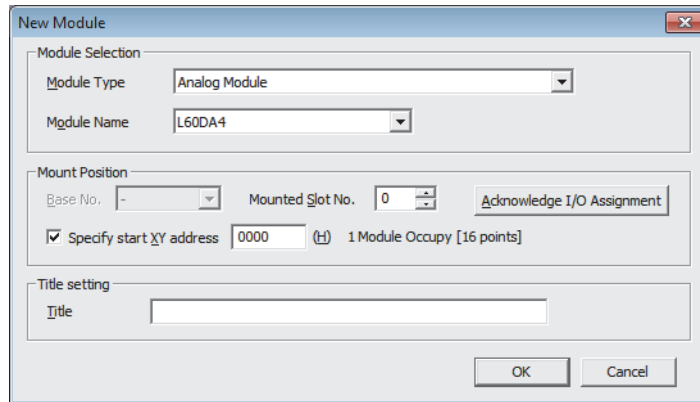 New Module
Module Selection
Module Type Analog Module
Module Name L60DA4
Mount Position
Base No. - Mounted Slot No. 0 Acknowledge I/O Assignment
Specify start XY address 0000 (H) 1 Module Occupy [16 points]
Title setting
Title
OK Cancel